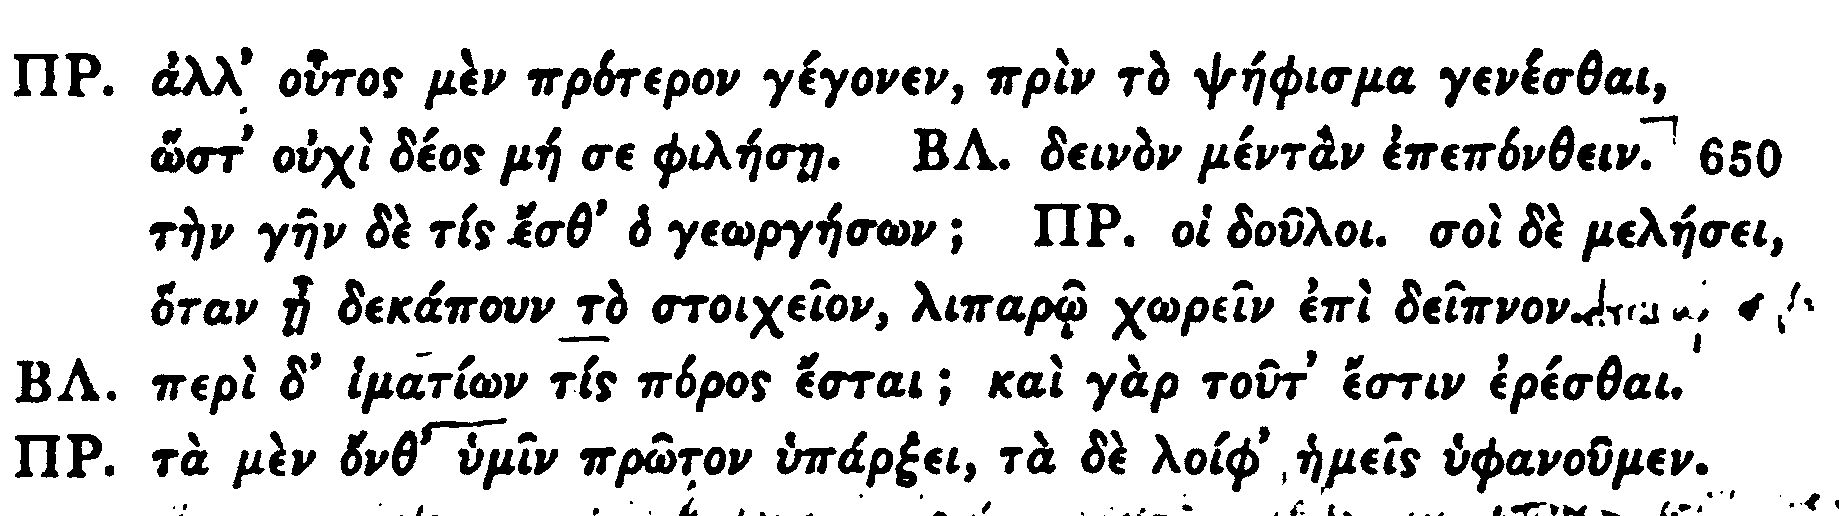 ΠΡ. ἀλλ’ οὗτος μὲν πρότερον γέγονεν, πρὶν τὸ ψήφισμα γενέσθαι,
ὥστ’ οὐχὶ δέος μή σε φιλήσῃ. ΒΛ. δεινὸν μέντἂν ἐπεπόνθειν. 650
τὴν γῆν δὲ τίς ἔσθ’ ὁ γεωργήσων; ΠΡ. οἱ δοῦλοι. σοὶ δὲ μελήσει,
ὅταν ᾖ δεκάπουν τὸ στοιχεῖον, λιπαρῷ χωρεῖν ἐπὶ δεῖπνον.
ΒΛ. περὶ δ’ ἱματίων τίς πόρος ἔσται; καὶ γὰρ τοῦτ’ ἔστιν ἐρέσθαι.
ΠΡ. τὰ μὲν ὄνθ’ ὑμῖν πρῶτον ὑπάρξει, τὰ δὲ λοίφ’ ἡμεῖς ὑφανοῦμεν.